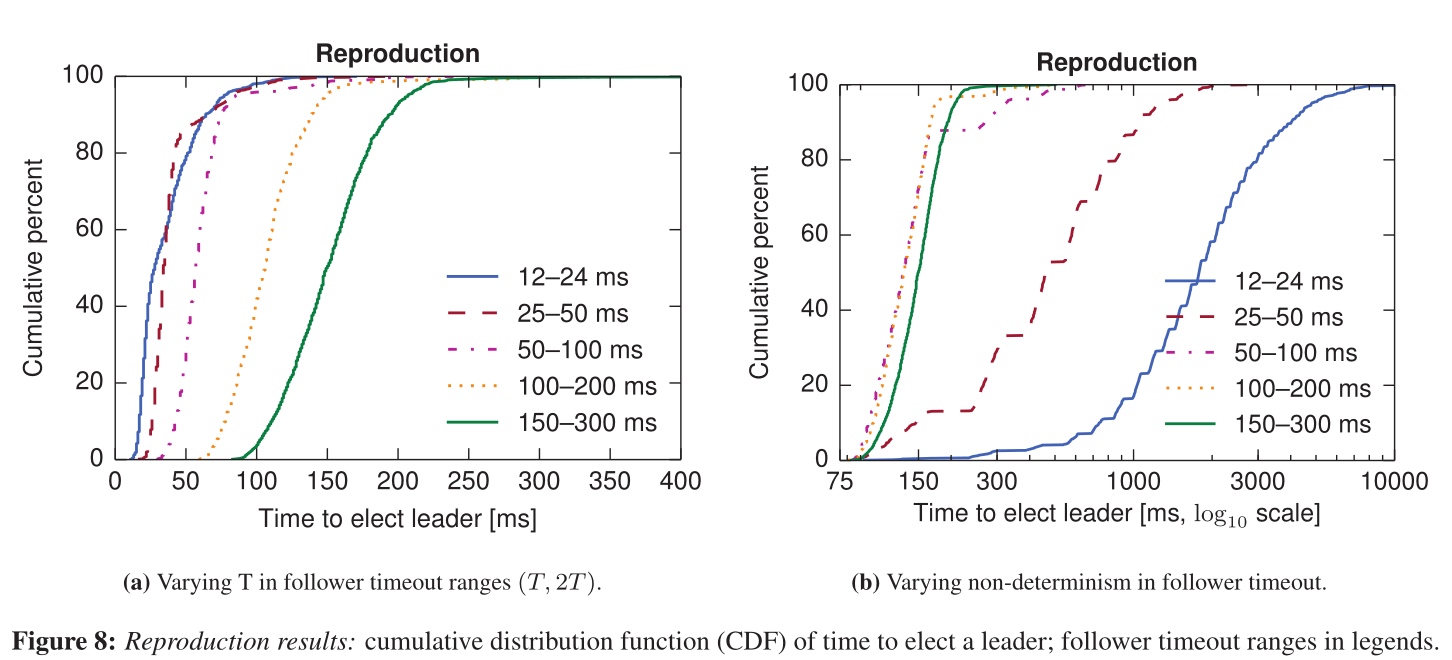 Reproduction
100
80
60
40
20
0
Cumulative percent
12–24 ms
25–50 ms
50–100 ms
100–200 ms
150–300 ms
0 50 100 150 200 250 300 350 400
Time to elect leader [ms]
(a) Varying T in follower timeout ranges (T, 2T).
Reproduction
100
80
60
40
20
0
Cumulative percent
12–24 ms
25–50 ms
50–100 ms
100–200 ms
150–300 ms
75 150 300 1000 3000 10000
Time to elect leader [ms, log₁₀ scale]
(b) Varying non-determinism in follower timeout.
Figure 8: Reproduction results: cumulative distribution function (CDF) of time to elect a leader; follower timeout ranges in legends.